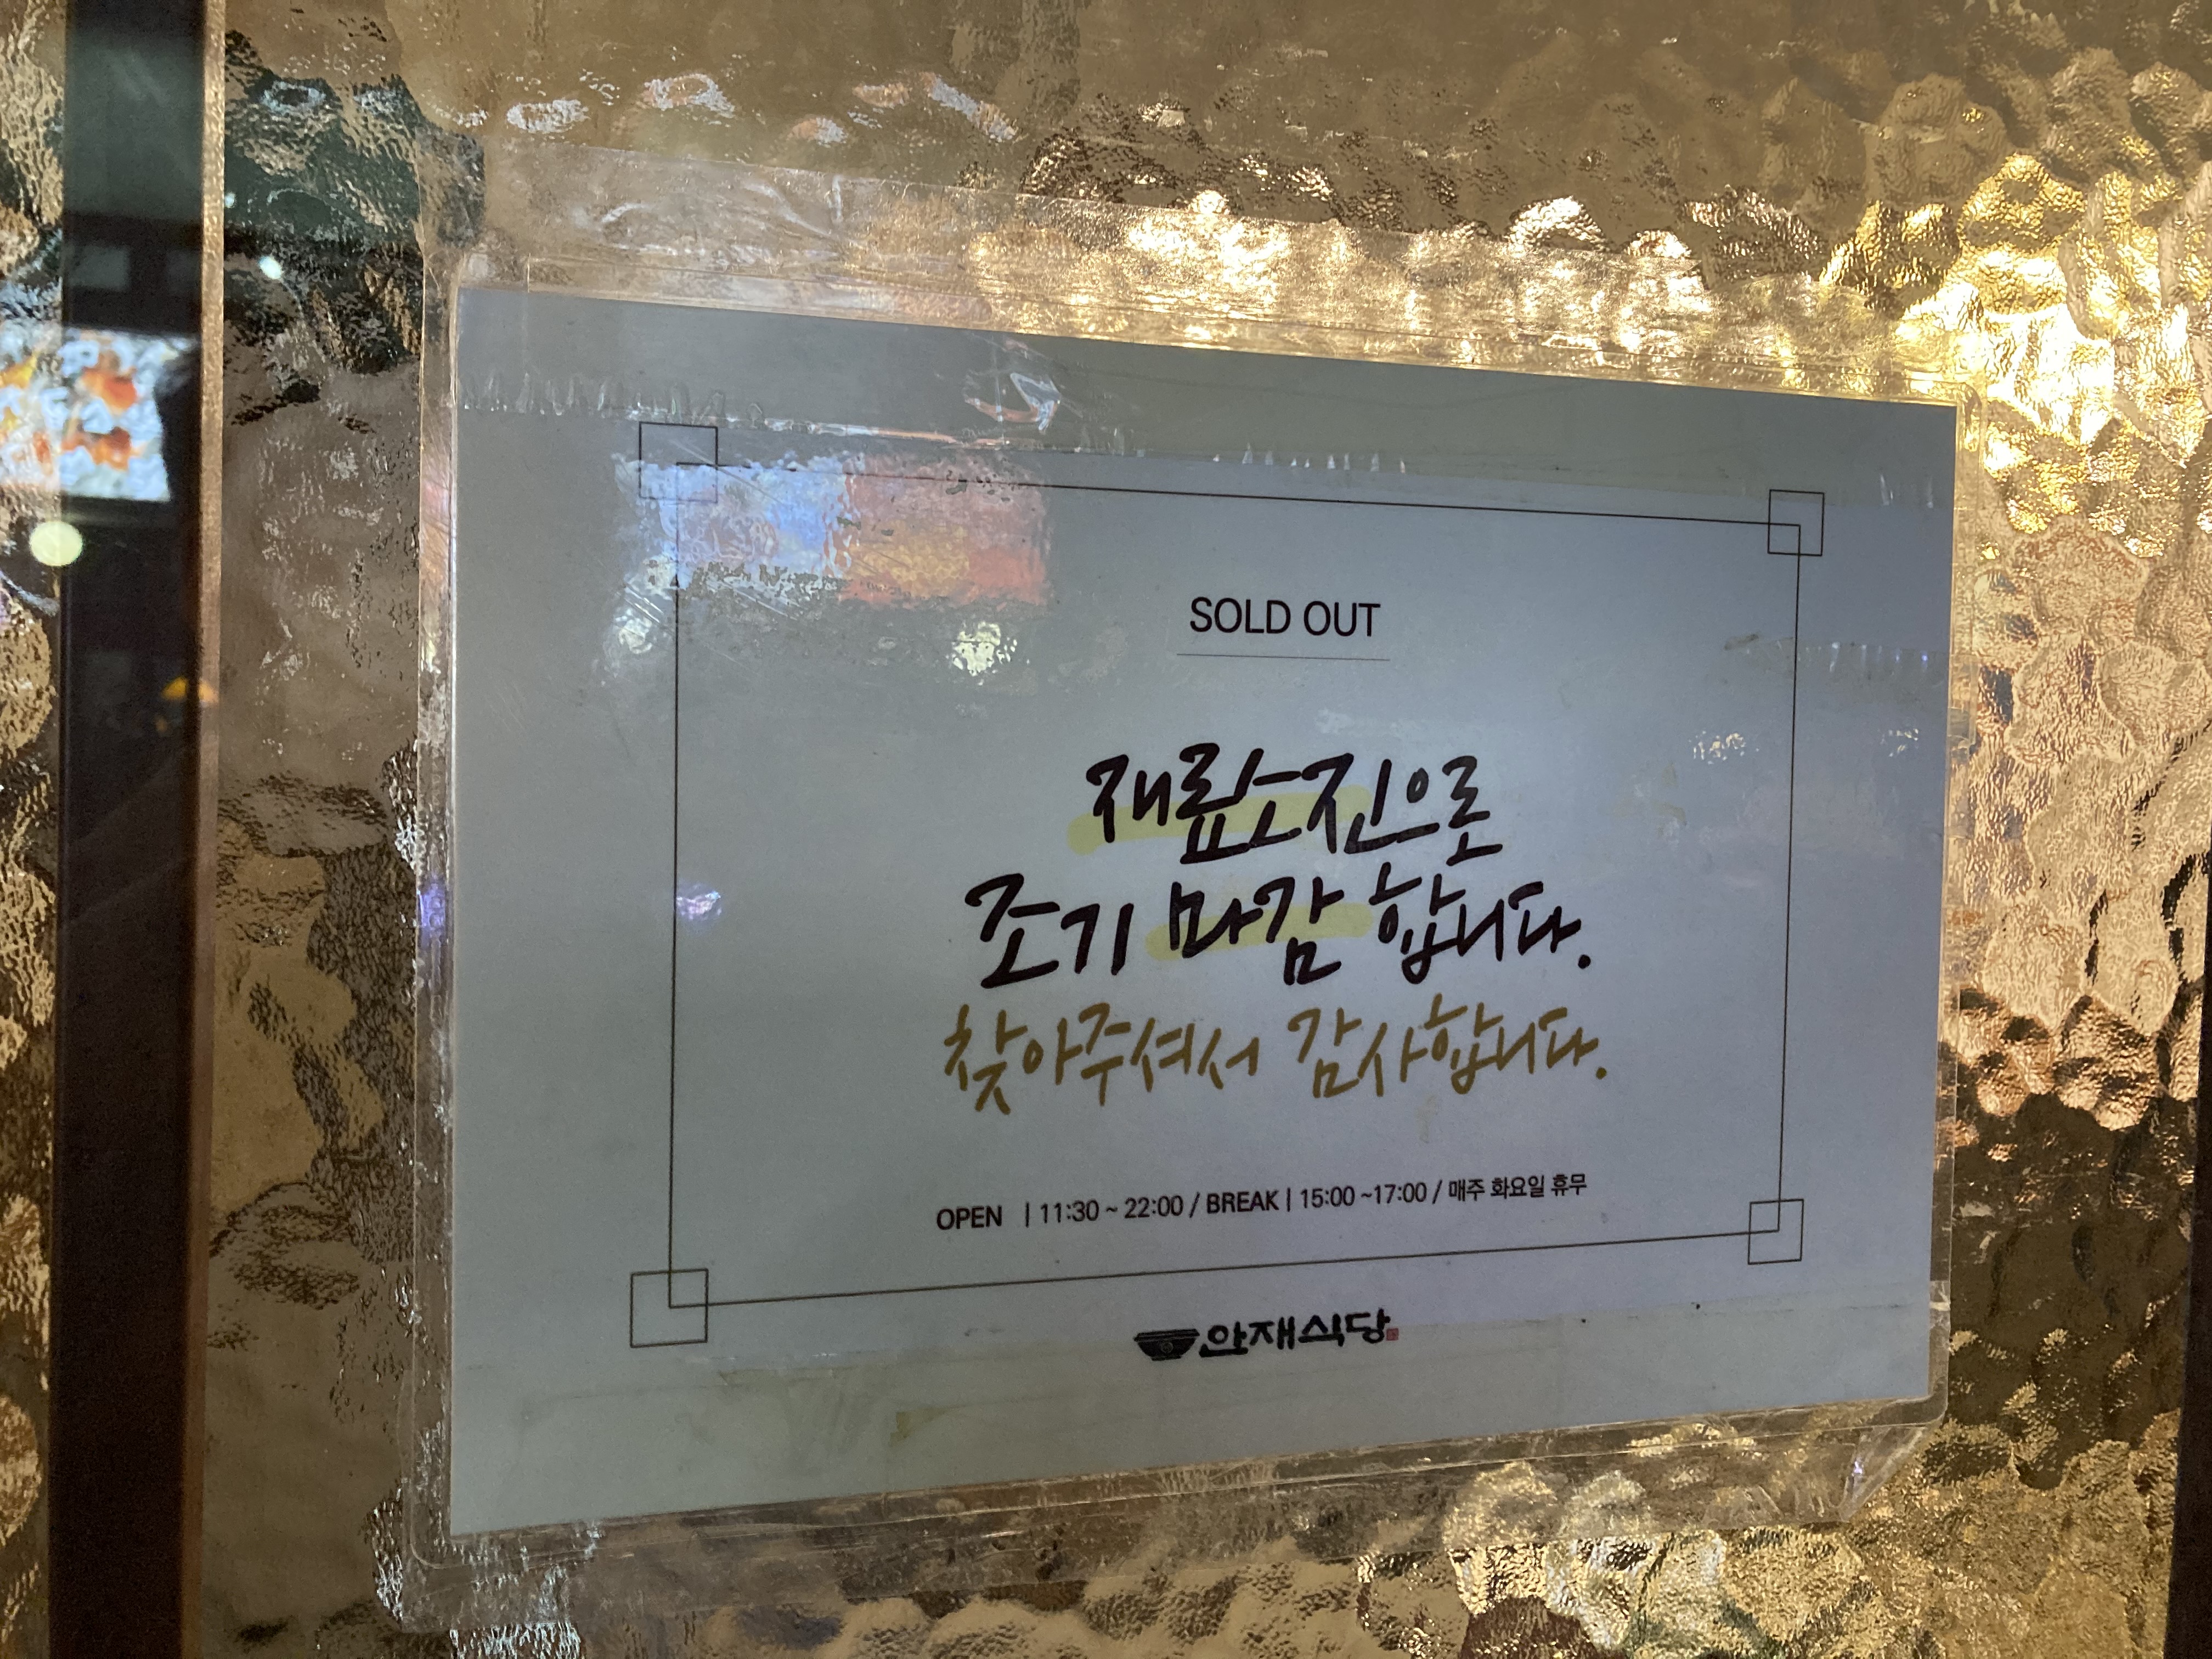 SOLD OUT
재료소진으로
조기 마감 합니다.
찾아주셔서 감사합니다.
OPEN | 11:30 ~ 22:00 / BREAK | 15:00 ~17:00 / 매주 화요일 휴무
안재식당